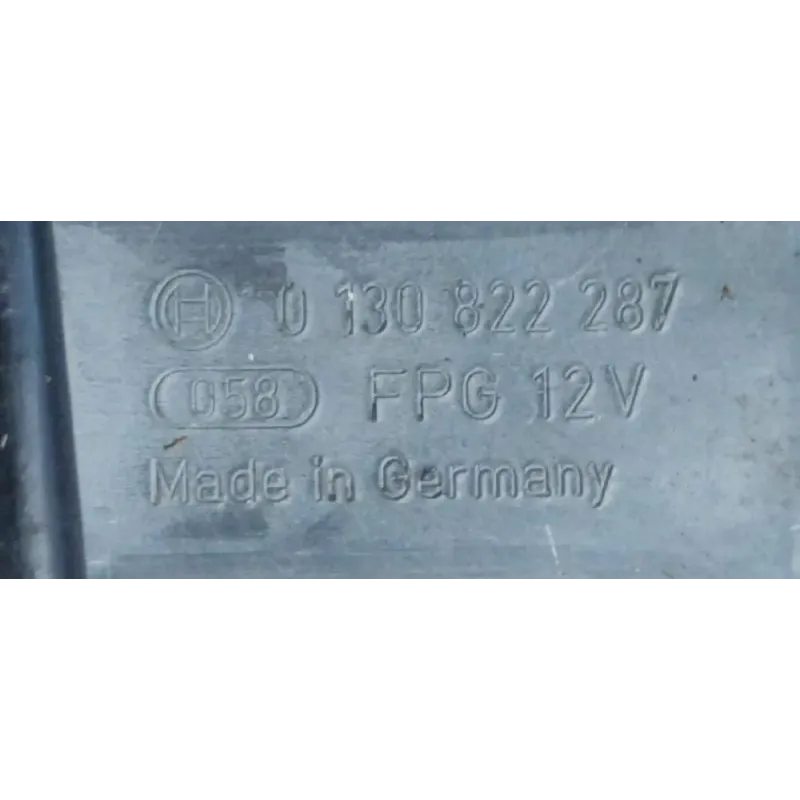 0 130 822 287
058 FPG 12V
Made in Germany